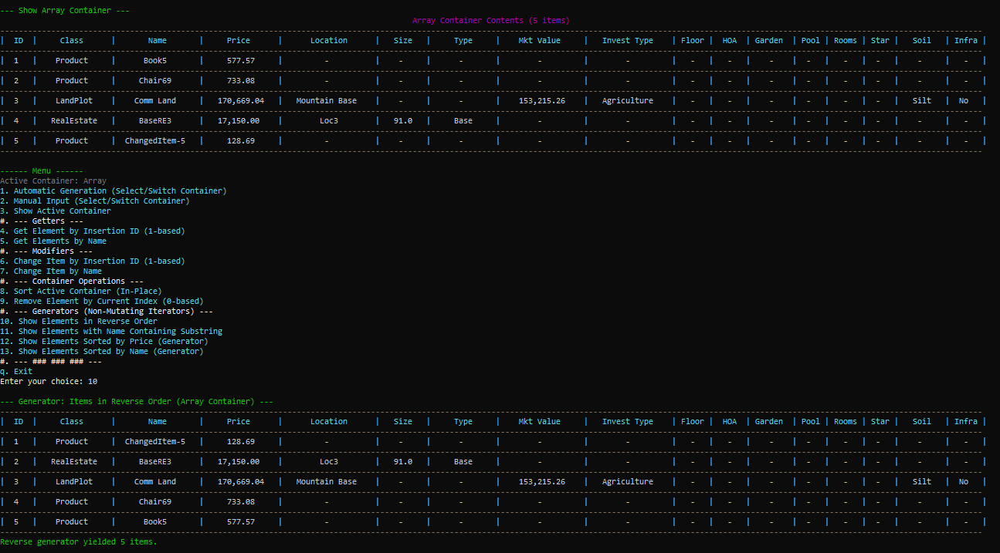 --- Show Array Container ---
Array Container Contents (5 items)
| ID | Class | Name | Price | Location | Size | Type | Mkt Value | Invest Type | Floor | HOA | Garden | Pool | Rooms | Star | Soil | Infra |
| 1 | Product | Book5 | 577.57 | - | - | - | - | - | - | - | - | - | - | - | - | - |
| 2 | Product | Chair69 | 733.08 | - | - | - | - | - | - | - | - | - | - | - | - | - |
| 3 | LandPlot | Comm Land | 170,669.04 | Mountain Base | - | - | 153,215.26 | Agriculture | - | - | - | - | - | - | Silt | No |
| 4 | RealEstate | BaseRE3 | 17,150.00 | Loc3 | 91.0 | Base | - | - | - | - | - | - | - | - | - | - |
| 5 | Product | ChangedItem-5 | 128.69 | - | - | - | - | - | - | - | - | - | - | - | - | - |
------ Menu ------
Active Container: Array
1. Automatic Generation (Select/Switch Container)
2. Manual Input (Select/Switch Container)
3. Show Active Container
#. --- Getters ---
4. Get Element by Insertion ID (1-based)
5. Get Elements by Name
#. --- Modifiers ---
6. Change Item by Insertion ID (1-based)
7. Change Item by Name
#. --- Container Operations ---
8. Sort Active Container (In-Place)
9. Remove Element by Current Index (0-based)
#. --- Generators (Non-Mutating Iterators) ---
10. Show Elements in Reverse Order
11. Show Elements with Name Containing Substring
12. Show Elements Sorted by Price (Generator)
13. Show Elements Sorted by Name (Generator)
#. --- ### ### ### ---
q. Exit
Enter your choice: 10
--- Generator: Items in Reverse Order (Array Container) ---
| ID | Class | Name | Price | Location | Size | Type | Mkt Value | Invest Type | Floor | HOA | Garden | Pool | Rooms | Star | Soil | Infra |
| 1 | Product | ChangedItem-5 | 128.69 | - | - | - | - | - | - | - | - | - | - | - | - | - |
| 2 | RealEstate | BaseRE3 | 17,150.00 | Loc3 | 91.0 | Base | - | - | - | - | - | - | - | - | - | - |
| 3 | LandPlot | Comm Land | 170,669.04 | Mountain Base | - | - | 153,215.26 | Agriculture | - | - | - | - | - | - | Silt | No |
| 4 | Product | Chair69 | 733.08 | - | - | - | - | - | - | - | - | - | - | - | - | - |
| 5 | Product | Book5 | 577.57 | - | - | - | - | - | - | - | - | - | - | - | - | - |
Reverse generator yielded 5 items.